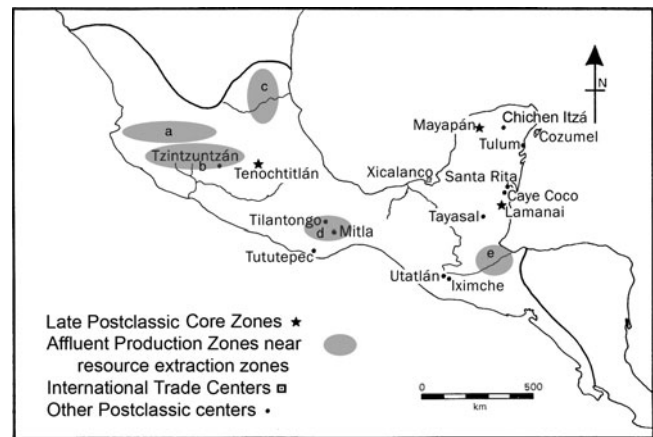 N
c
a
Chichen Itzá
Mayapán
Cozumel
Tulum
Tzintzuntzán
b
Tenochtitlán
Xicalanco
Santa Rita
Caye Coco
Lamanai
Tayasal
Tilantongo
d
Mitla
Tututepec
e
Utatlán
Iximche
Late Postclassic Core Zones
Affluent Production Zones near
resource extraction zones
International Trade Centers
Other Postclassic centers
0
500
km